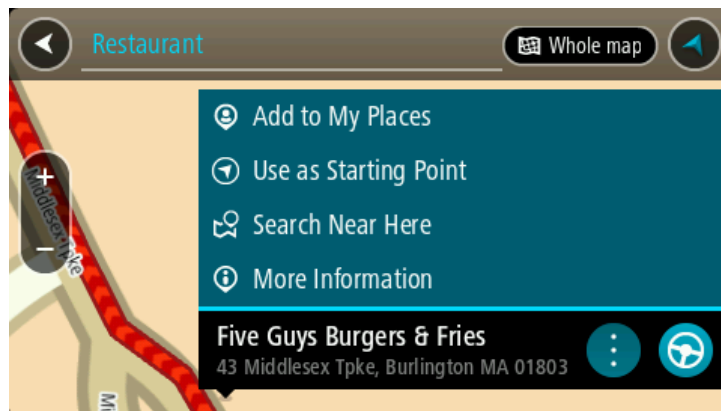 Restaurant
Whole map
Add to My Places
Use as Starting Point
Search Near Here
More Information
Five Guys Burgers & Fries
43 Middlesex Tpke, Burlington MA 01803
Middlesex Tpke
Mi